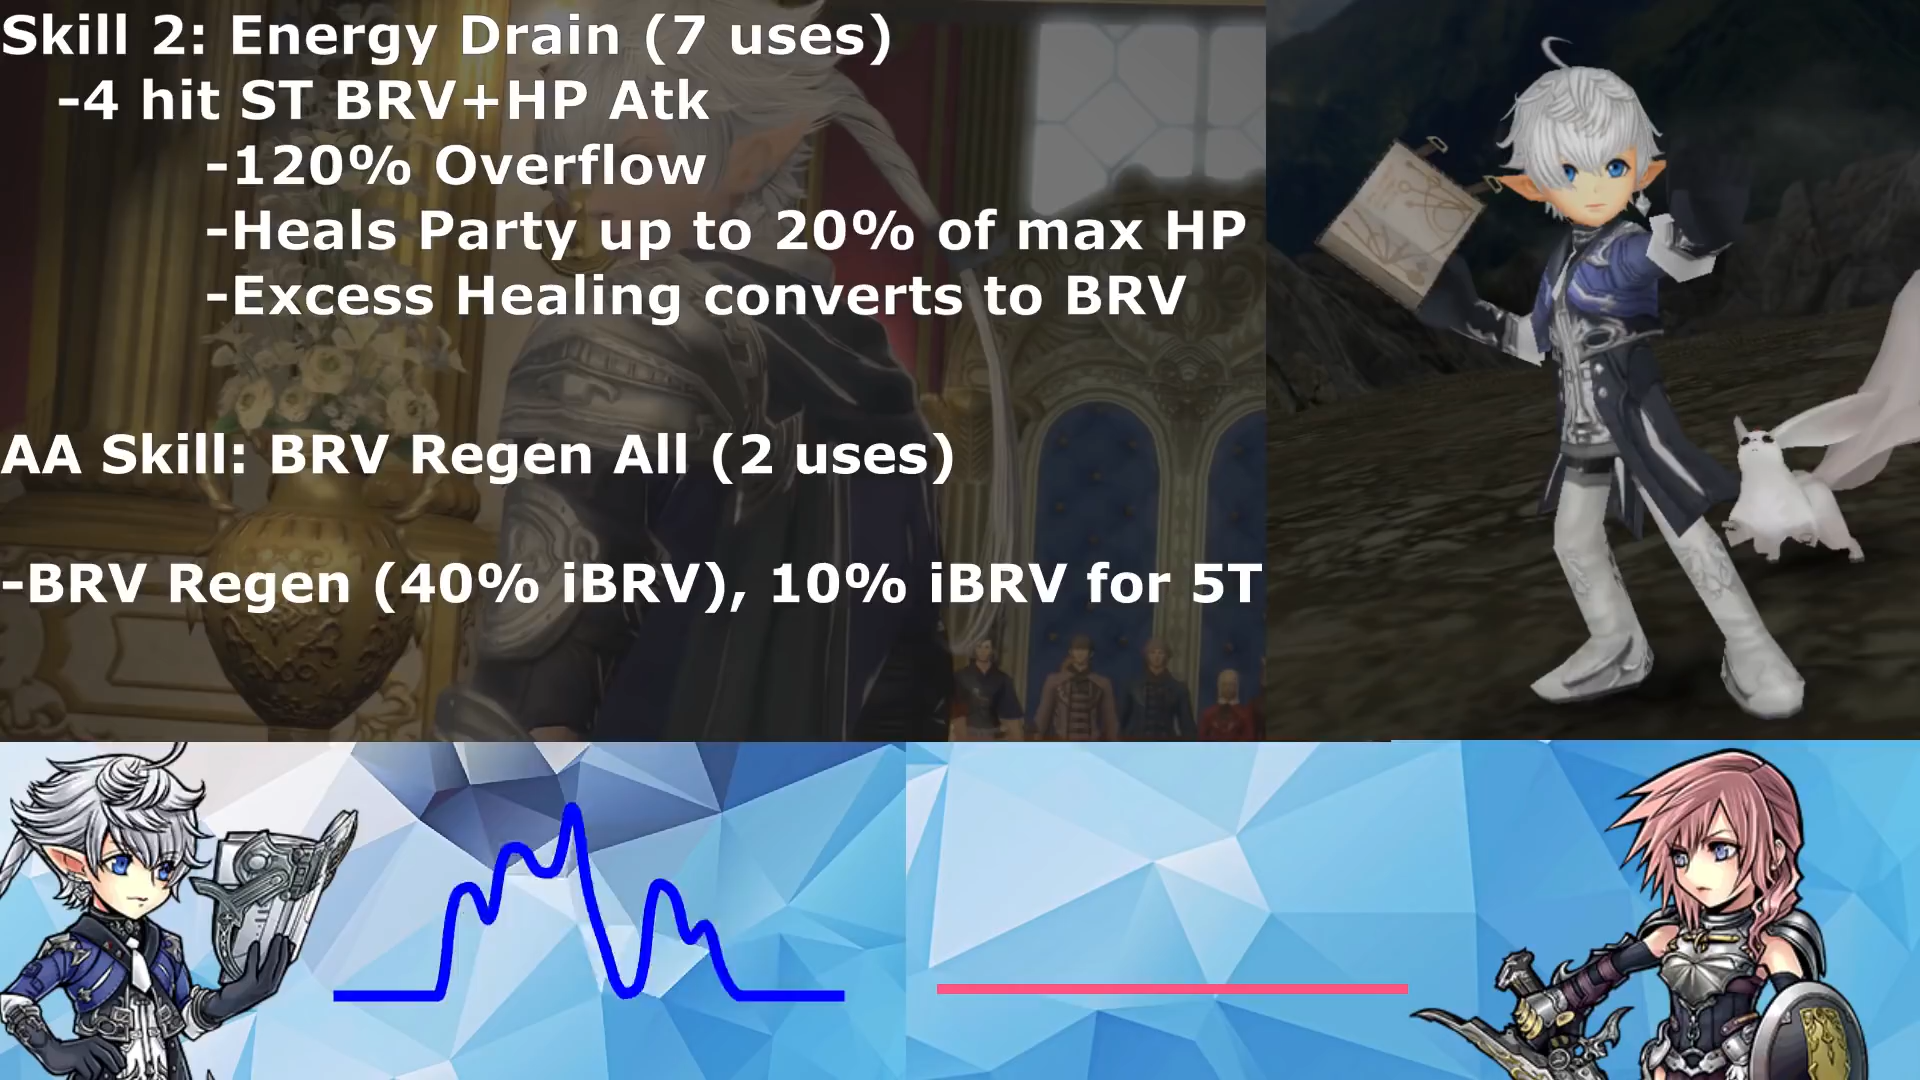 Skill 2: Energy Drain (7 uses)
-4 hit ST BRV+HP Atk
-120% Overflow
-Heals Party up to 20% of max HP
-Excess Healing converts to BRV
AA Skill: BRV Regen All (2 uses)
-BRV Regen (40% iBRV), 10% iBRV for 5T